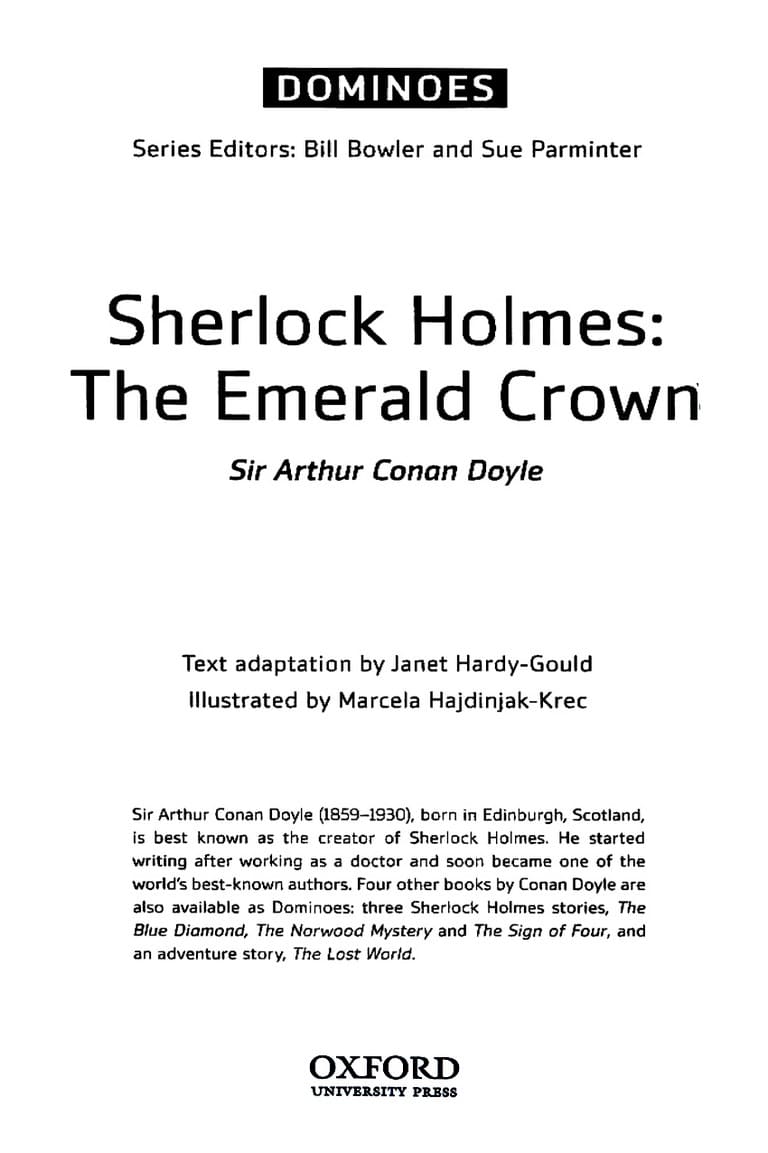 DOMINOES
Series Editors: Bill Bowler and Sue Parminter
Sherlock Holmes:
The Emerald Crown
Sir Arthur Conan Doyle
Text adaptation by Janet Hardy-Gould
Illustrated by Marcela Hajdinjak-Krec
Sir Arthur Conan Doyle (1859–1930), born in Edinburgh, Scotland,
is best known as the creator of Sherlock Holmes. He started
writing after working as a doctor and soon became one of the
world's best-known authors. Four other books by Conan Doyle are
also available as Dominoes: three Sherlock Holmes stories, The
Blue Diamond, The Norwood Mystery and The Sign of Four, and
an adventure story, The Lost World.
OXFORD
UNIVERSITY PRESS